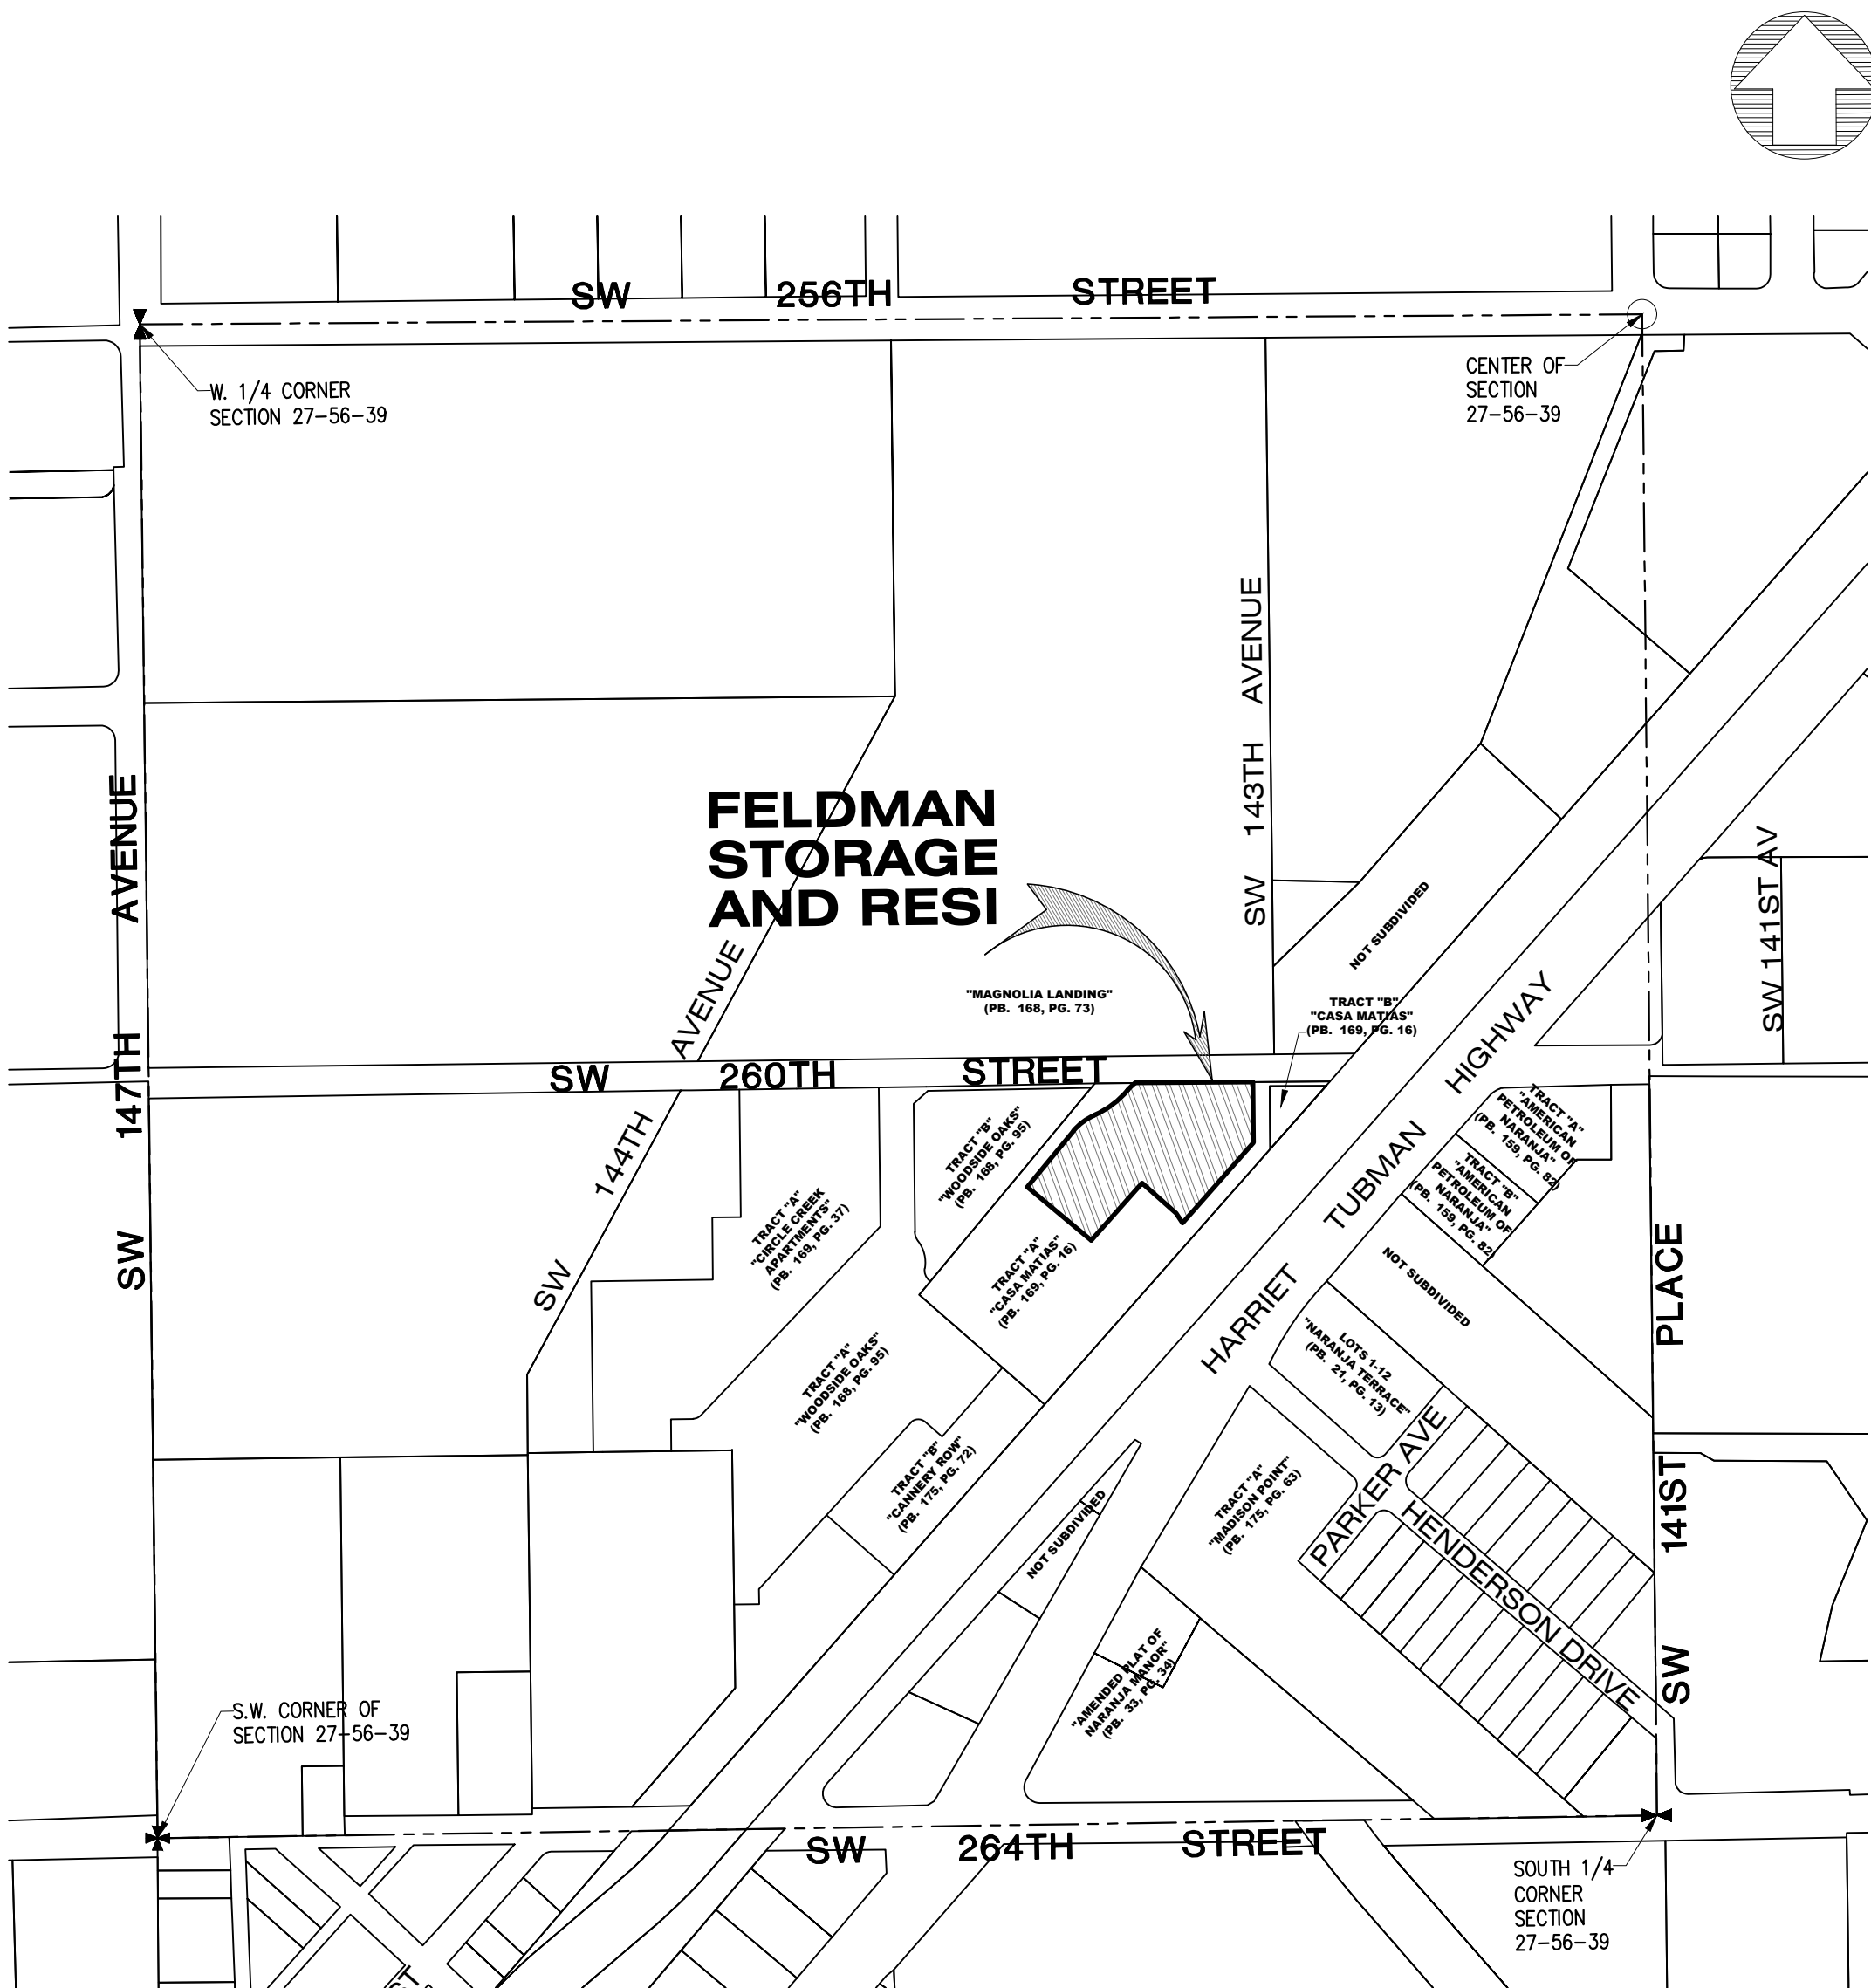 SW 256TH STREET
W. 1/4 CORNER
SECTION 27-56-39
CENTER OF
SECTION
27-56-39
SW 143TH AVENUE
SW 147TH AVENUE
FELDMAN
STORAGE
AND RESI
SW 144TH AVENUE
"MAGNOLIA LANDING"
(PB. 168, PG. 73)
NOT SUBDIVIDED
TRACT "B"
"CASA MATIAS"
(PB. 169, PG. 16)
SW 141ST AV
SW 260TH STREET
HARRIET TUBMAN HIGHWAY
TRACT "B"
"WOODSIDE OAKS"
(PB. 168, PG. 95)
TRACT "A"
"AMERICAN
PETROLEUM OF
NARANJA"
(PB. 159, PG. 82)
TRACT "B"
"AMERICAN
PETROLEUM OF
NARANJA"
(PB. 159, PG. 82)
TRACT "A"
"CIRCLE CREEK
APARTMENTS"
(PB. 169, PG. 37)
TRACT "A"
"CASA MATIAS"
(PB. 169, PG. 16)
NOT SUBDIVIDED
SW 141ST PLACE
TRACT "A"
"WOODSIDE OAKS"
(PB. 168, PG. 95)
LOTS 1-12
"NARANJA TERRACE"
(PB. 21, PG. 13)
TRACT "B"
"CANNERY ROW"
(PB. 175, PG. 72)
PARKER AVE
TRACT "A"
"MADISON POINT"
(PB. 175, PG. 63)
NOT SUBDIVIDED
HENDERSON DRIVE
"AMENDED PLAT OF
NARANJA MANOR"
(PB. 33, PG. 34)
S.W. CORNER OF
SECTION 27-56-39
SW 264TH STREET
SOUTH 1/4
CORNER
SECTION
27-56-39